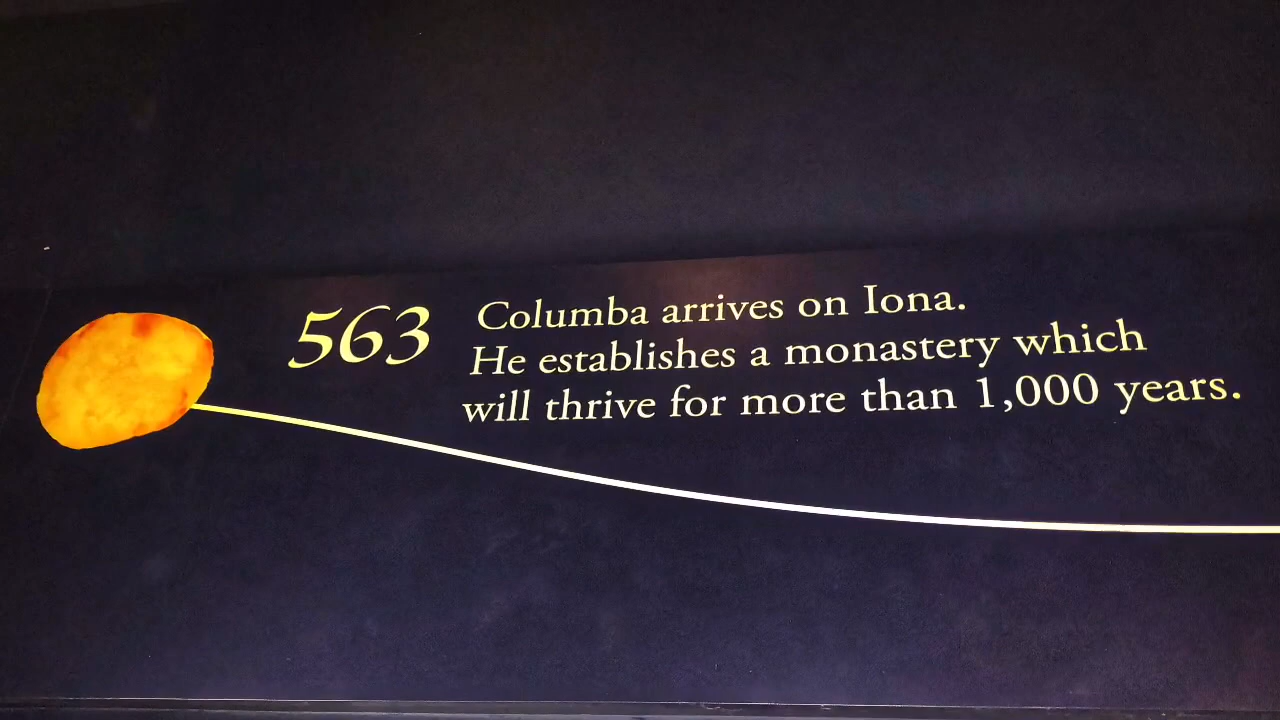 563 Columba arrives on Iona.
He establishes a monastery which
will thrive for more than 1,000 years.